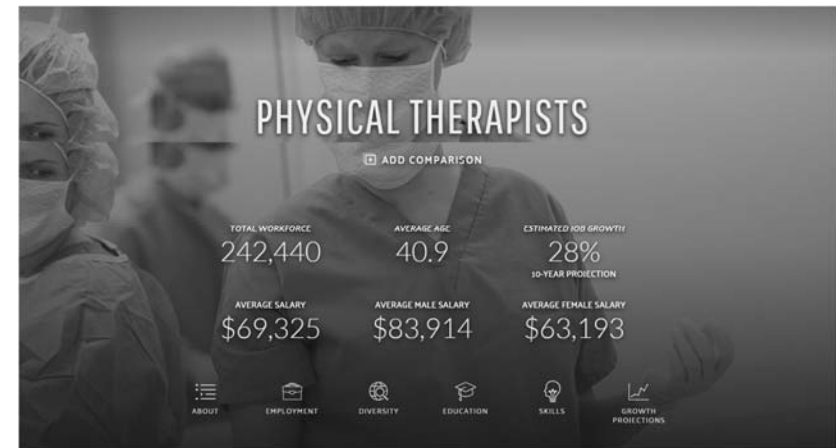 PHYSICAL THERAPISTS
ADD COMPARISON
TOTAL WORKFORCE
242,440
AVERAGE AGE
40.9
ESTIMATED JOB GROWTH
28%
10-YEAR PROJECTION
AVERAGE SALARY
$69,325
AVERAGE MALE SALARY
$83,914
AVERAGE FEMALE SALARY
$63,193
ABOUT
EMPLOYMENT
DIVERSITY
EDUCATION
SKILLS
GROWTH
PROJECTIONS